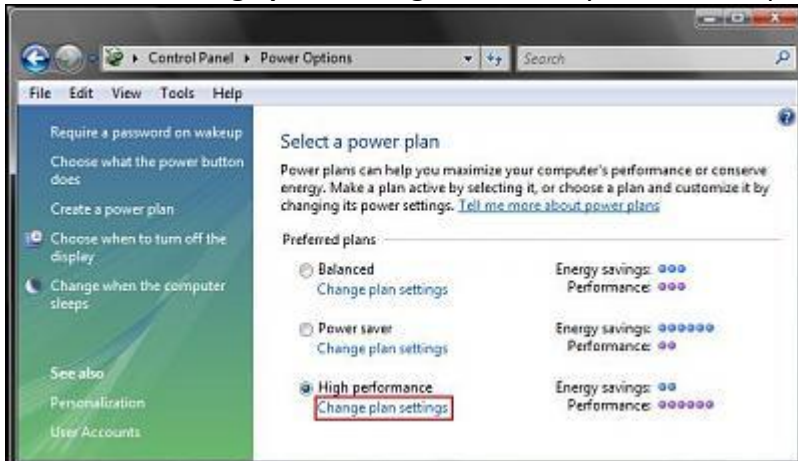 Control Panel Power Options Search
File Edit View Tools Help
Require a password on wakeup
Choose what the power button
does
Create a power plan
Choose when to turn off the
display
Change when the computer
sleeps
See also
Personalization
User Accounts
Select a power plan
Power plans can help you maximize your computer's performance or conserve
energy. Make a plan active by selecting it, or choose a plan and customize it by
changing its power settings. Tell me more about power plans
Preferred plans
Balanced Energy savings:
Change plan settings Performance:
Power saver Energy savings:
Change plan settings Performance:
High performance Energy savings:
Change plan settings Performance: